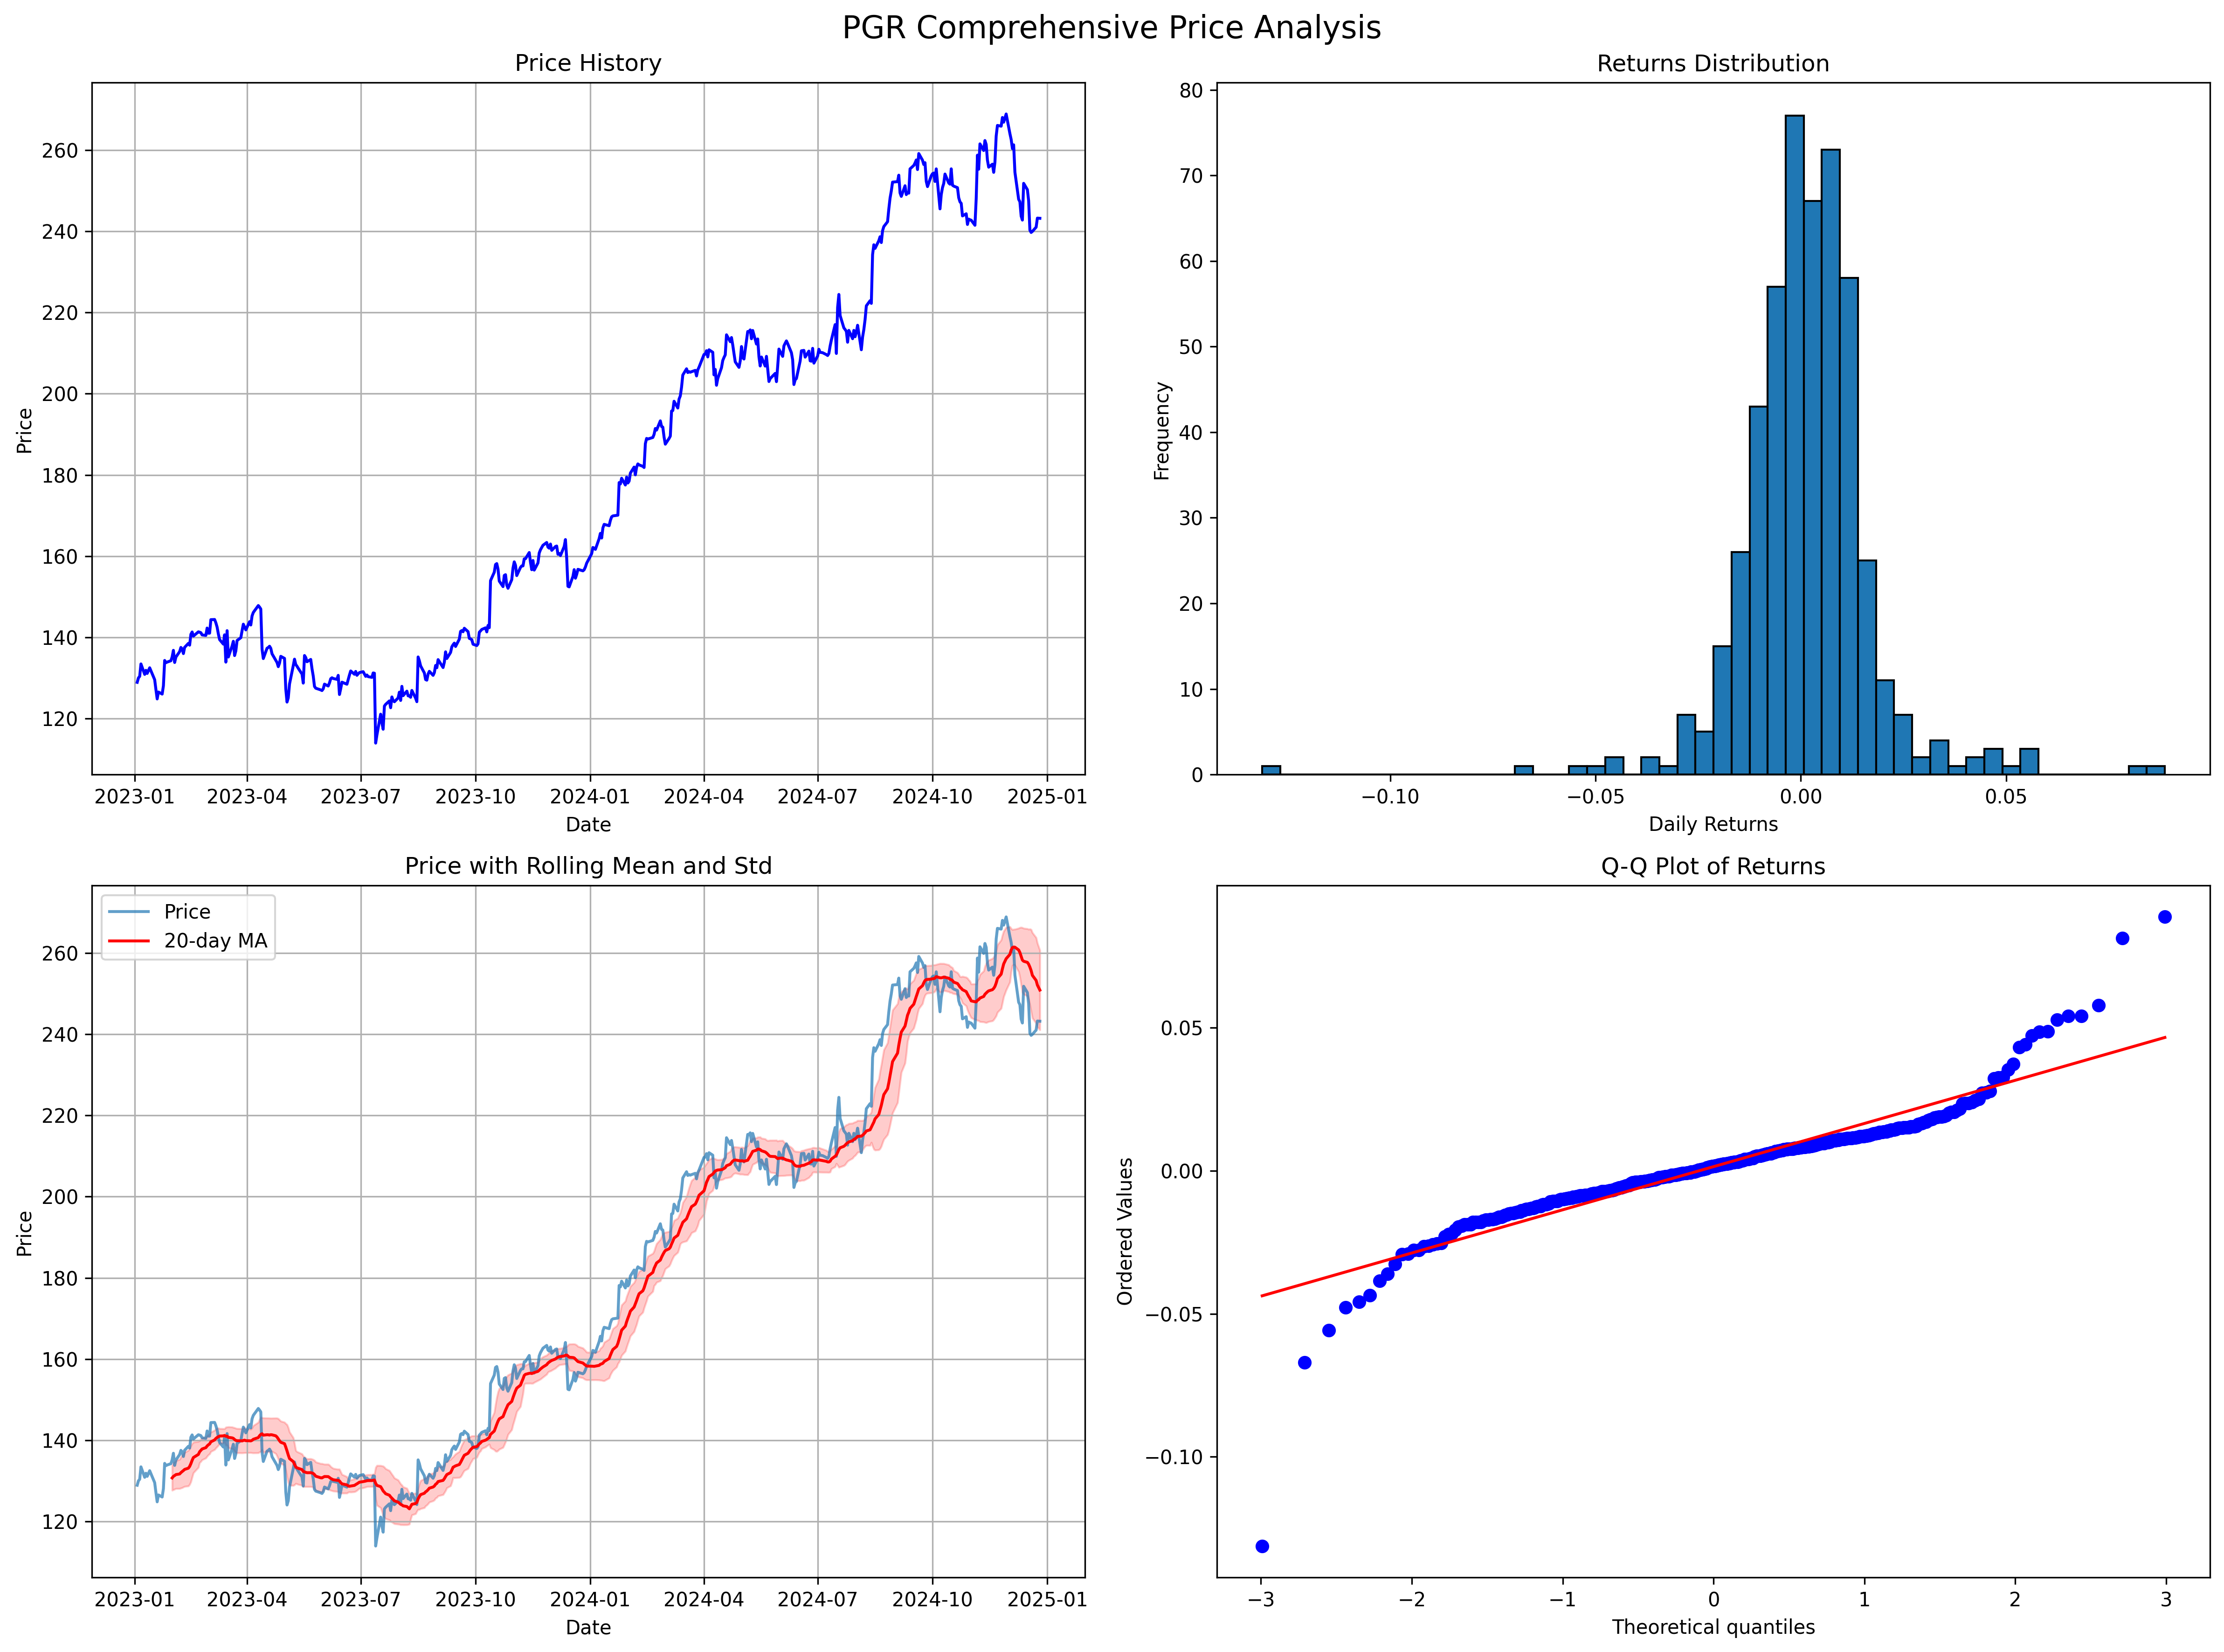 PGR Comprehensive Price Analysis
Price History
260
240
220
200
180
160
140
120
Price
2023-01 2023-04 2023-07 2023-10 2024-01 2024-04 2024-07 2024-10 2025-01
Date
Returns Distribution
80
70
60
50
40
30
20
10
0
Frequency
−0.10 −0.05 0.00 0.05
Daily Returns
Price with Rolling Mean and Std
Price
20-day MA
260
240
220
200
180
160
140
120
Price
2023-01 2023-04 2023-07 2023-10 2024-01 2024-04 2024-07 2024-10 2025-01
Date
Q-Q Plot of Returns
0.05
0.00
−0.05
−0.10
Ordered Values
−3 −2 −1 0 1 2 3
Theoretical quantiles